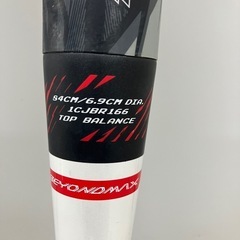 84CM/6.9CM DIA.
1CJBR166
TOP BALANCE
BEYONDMAX